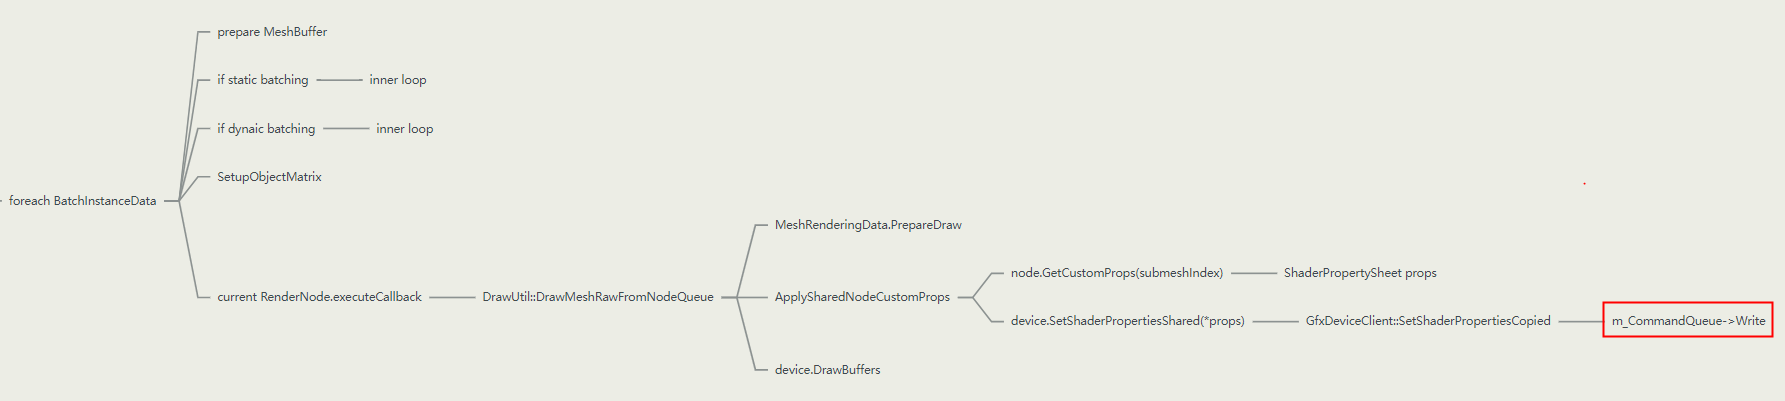 prepare MeshBuffer
if static batching
inner loop
if dynaic batching
inner loop
SetupObjectMatrix
foreach BatchInstanceData
MeshRenderingData.PrepareDraw
node.GetCustomProps(submeshIndex)
ShaderPropertySheet props
current RenderNode.executeCallback
DrawUtil::DrawMeshRawFromNodeQueue
ApplySharedNodeCustomProps
device.SetShaderPropertiesShared(*props)
GfxDeviceClient::SetShaderPropertiesCopied
m_CommandQueue->Write
device.DrawBuffers